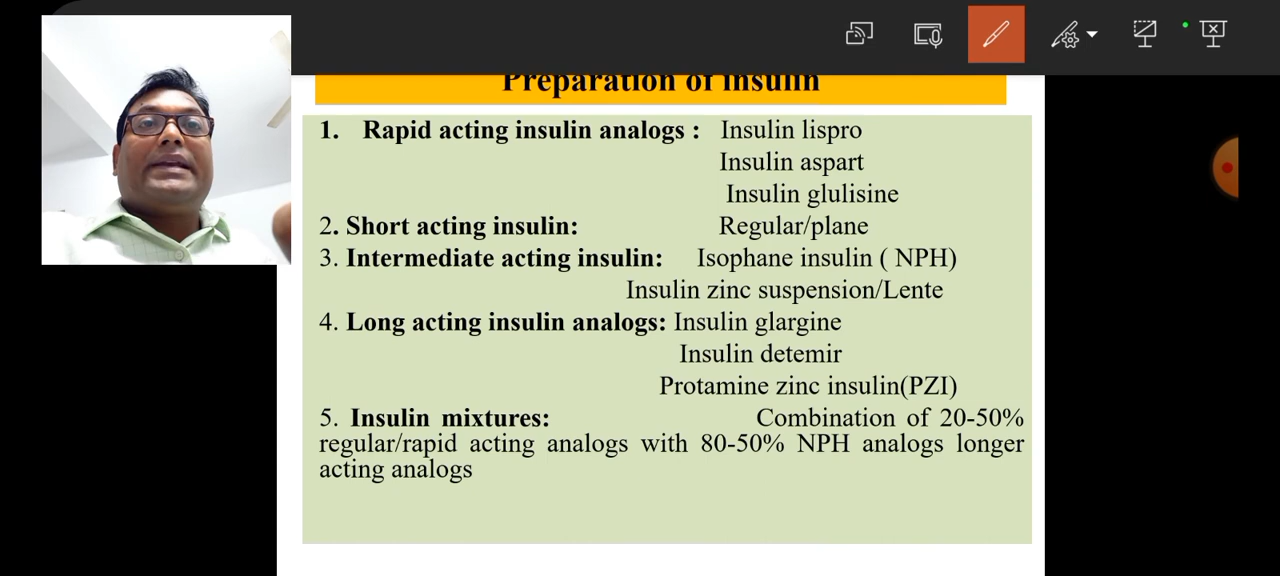 Preparation of insulin
1. Rapid acting insulin analogs : Insulin lispro
Insulin aspart
Insulin glulisine
2. Short acting insulin: Regular/plane
3. Intermediate acting insulin: Isophane insulin ( NPH)
Insulin zinc suspension/Lente
4. Long acting insulin analogs: Insulin glargine
Insulin detemir
Protamine zinc insulin(PZI)
5. Insulin mixtures: Combination of 20-50%
regular/rapid acting analogs with 80-50% NPH analogs longer
acting analogs